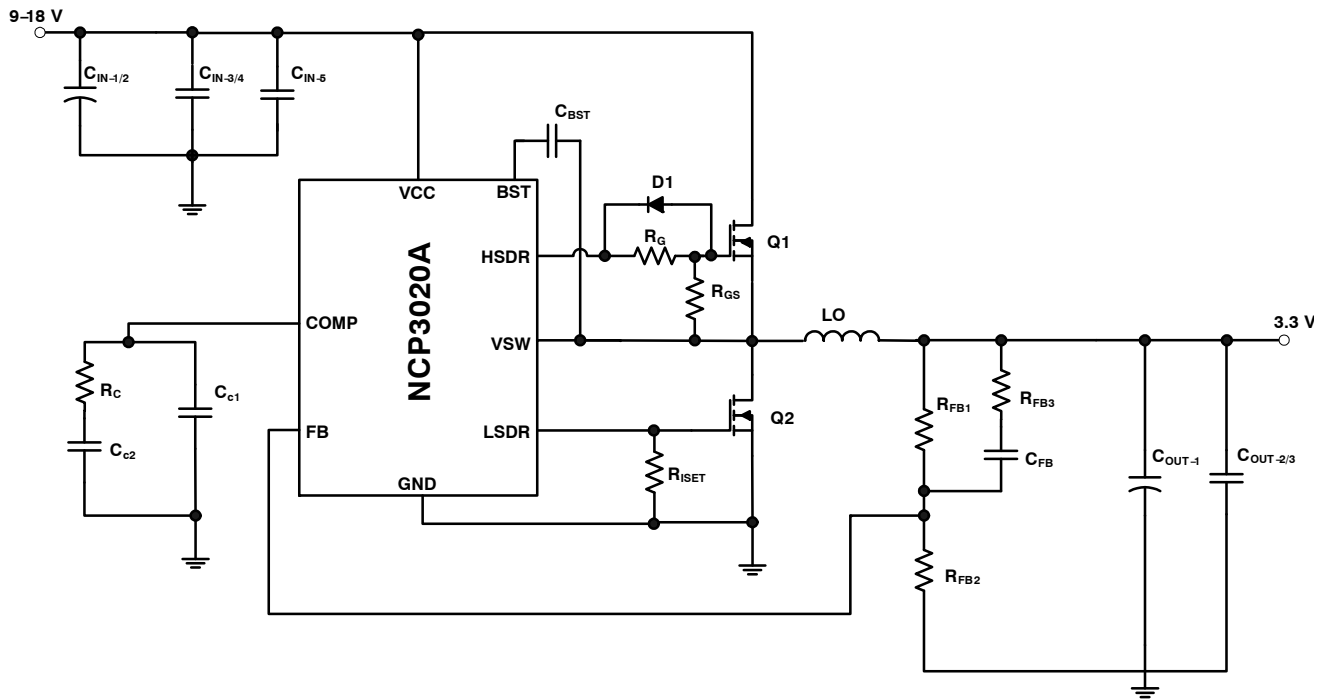 9–18 V
C_IN–1/2
C_IN–3/4
C_IN–5
C_BST
VCC
BST
D1
R_G
Q1
HSDR
R_GS
NCP3020A
COMP
VSW
LO
3.3 V
R_C
C_c1
C_c2
FB
LSDR
Q2
R_FB1
R_FB3
C_FB
C_OUT–1
C_OUT–2/3
R_ISET
GND
R_FB2